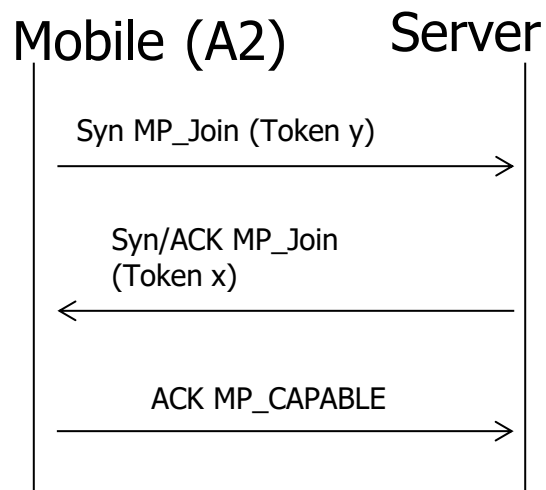 Mobile (A2)
Server
Syn MP_Join (Token y)
Syn/ACK MP_Join
(Token x)
ACK MP_CAPABLE